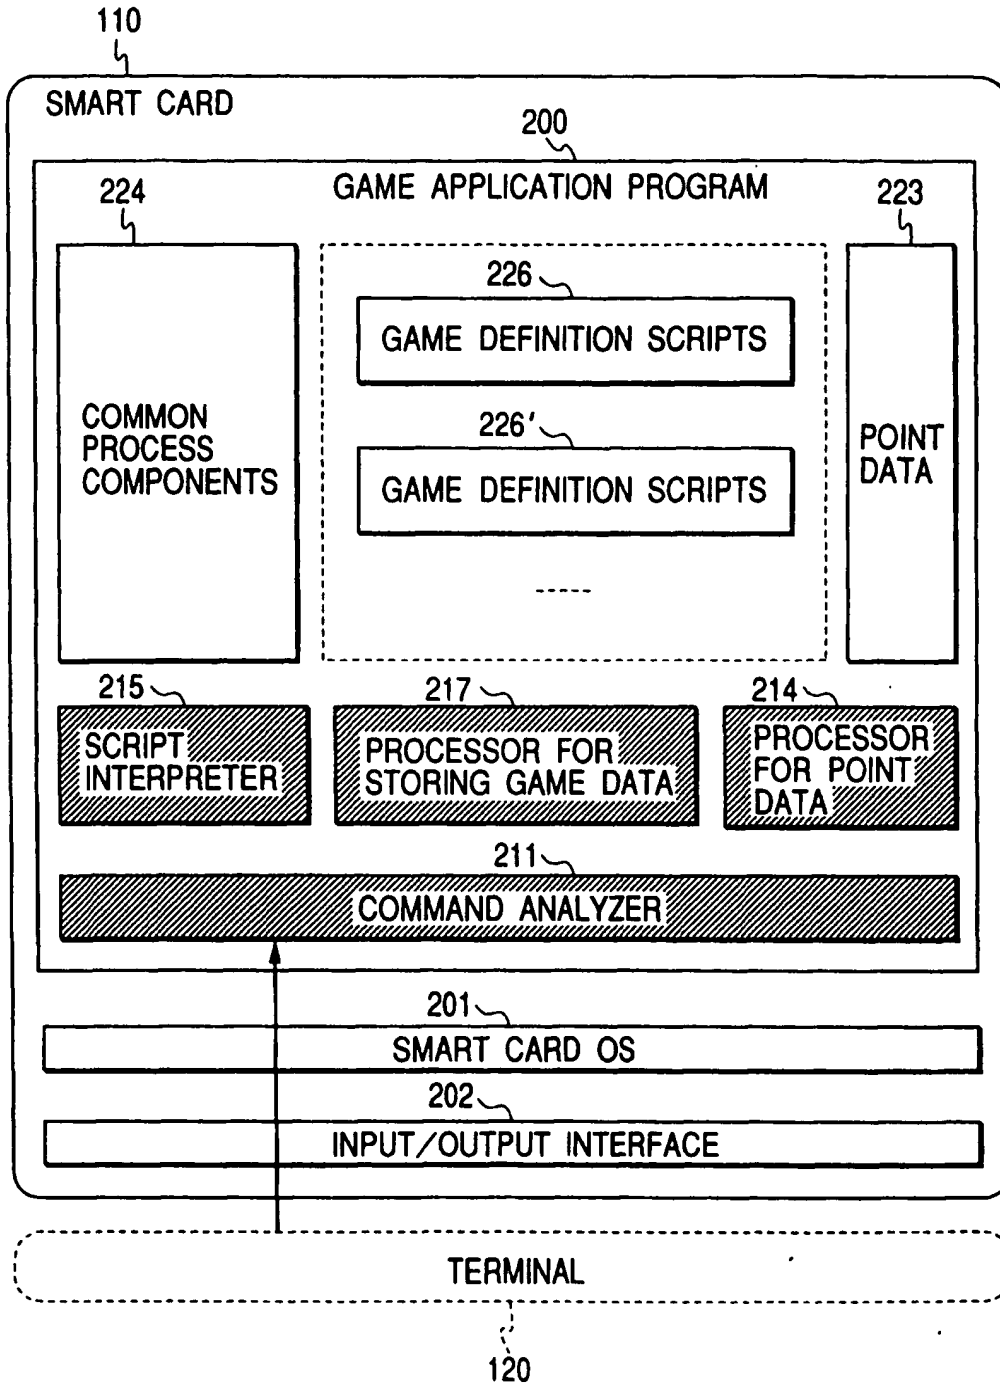 110
SMART CARD
200
GAME APPLICATION PROGRAM
224
223
226
GAME DEFINITION SCRIPTS
COMMON
PROCESS
COMPONENTS
226'
GAME DEFINITION SCRIPTS
POINT
DATA
-----
215
217
214
SCRIPT
INTERPRETER
PROCESSOR FOR
STORING GAME DATA
PROCESSOR
FOR POINT
DATA
211
COMMAND ANALYZER
201
SMART CARD OS
202
INPUT/OUTPUT INTERFACE
TERMINAL
120